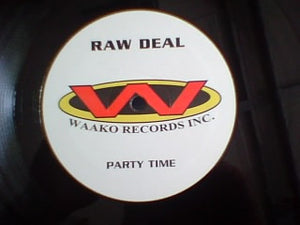 RAW DEAL
WAAKO RECORDS INC.
PARTY TIME